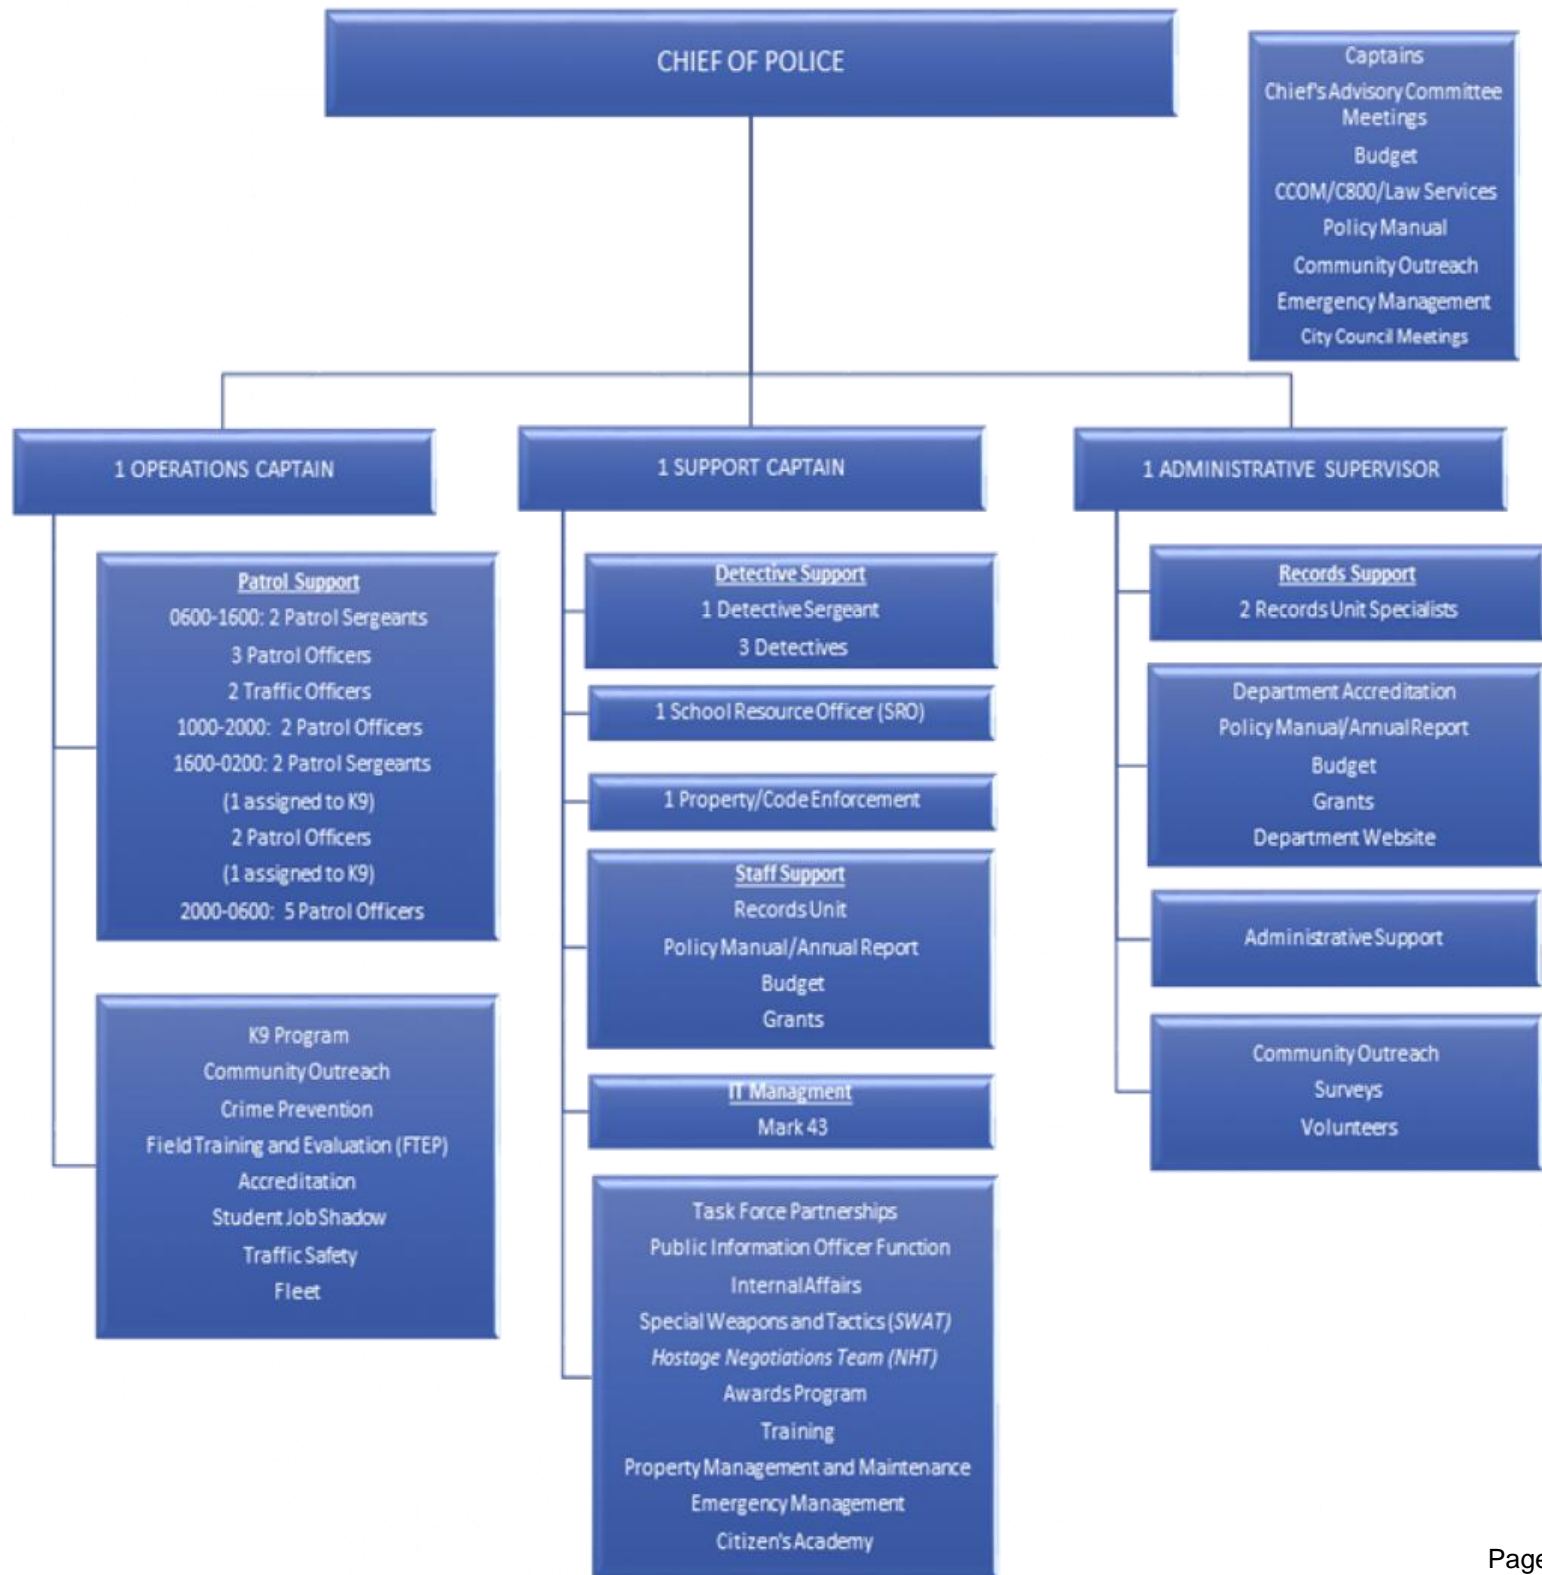 CHIEF OF POLICE
Captains
Chief's Advisory Committee
Meetings
Budget
CCOM/C800/Law Services
Policy Manual
Community Outreach
Emergency Management
City Council Meetings
1 OPERATIONS CAPTAIN
Patrol Support
0600-1600: 2 Patrol Sergeants
3 Patrol Officers
2 Traffic Officers
1000-2000: 2 Patrol Officers
1600-0200: 2 Patrol Sergeants
(1 assigned to K9)
2 Patrol Officers
(1 assigned to K9)
2000-0600: 5 Patrol Officers
K9 Program
Community Outreach
Crime Prevention
Field Training and Evaluation (FTEP)
Accreditation
Student Job Shadow
Traffic Safety
Fleet
1 SUPPORT CAPTAIN
Detective Support
1 Detective Sergeant
3 Detectives
1 School Resource Officer (SRO)
1 Property/Code Enforcement
Staff Support
Records Unit
Policy Manual/Annual Report
Budget
Grants
IT Managment
Mark 43
Task Force Partnerships
Public Information Officer Function
Internal Affairs
Special Weapons and Tactics (SWAT)
Hostage Negotiations Team (NHT)
Awards Program
Training
Property Management and Maintenance
Emergency Management
Citizen's Academy
1 ADMINISTRATIVE SUPERVISOR
Records Support
2 Records Unit Specialists
Department Accreditation
Policy Manual/Annual Report
Budget
Grants
Department Website
Administrative Support
Community Outreach
Surveys
Volunteers
Page